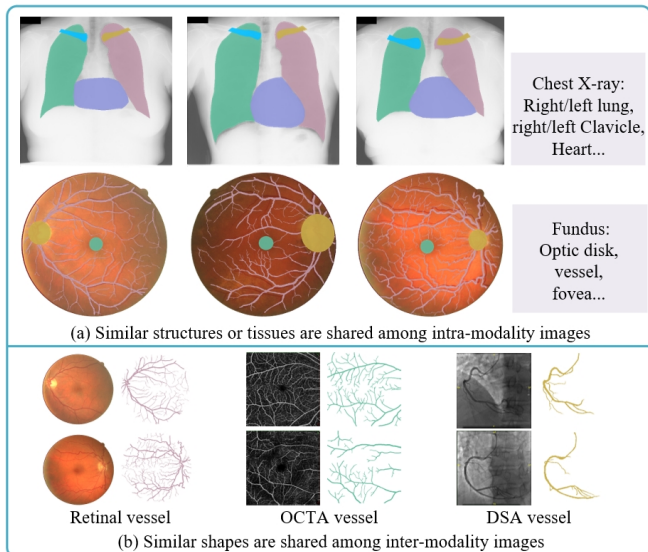 Chest X-ray:
Right/left lung,
right/left Clavicle,
Heart...
Fundus:
Optic disk,
vessel,
fovea...
(a) Similar structures or tissues are shared among intra-modality images
Retinal vessel
OCTA vessel
DSA vessel
(b) Similar shapes are shared among inter-modality images